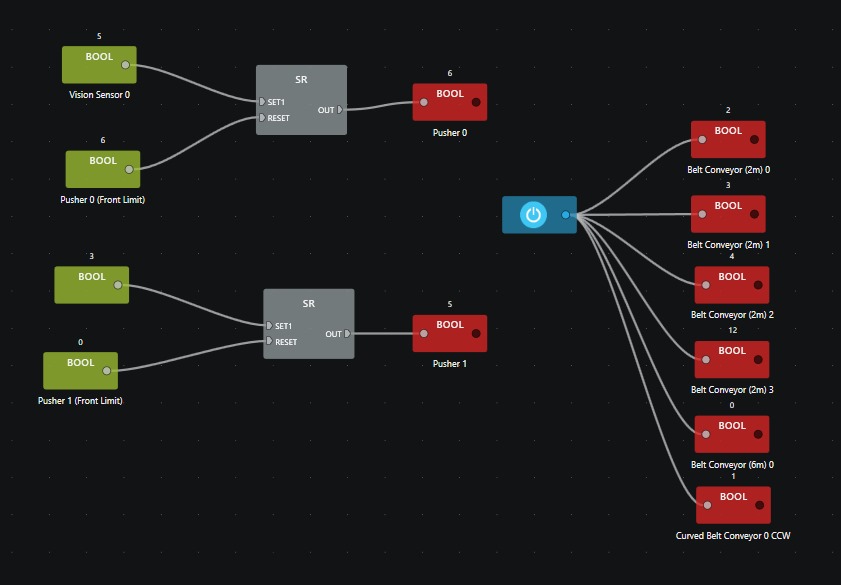 5
BOOL
Vision Sensor 0
6
BOOL
Pusher 0 (Front Limit)
SR
SET1
RESET
OUT
6
BOOL
Pusher 0
3
BOOL
0
BOOL
Pusher 1 (Front Limit)
SR
SET1
RESET
OUT
5
BOOL
Pusher 1
2
BOOL
Belt Conveyor (2m) 0
3
BOOL
Belt Conveyor (2m) 1
4
BOOL
Belt Conveyor (2m) 2
12
BOOL
Belt Conveyor (2m) 3
0
BOOL
Belt Conveyor (6m) 0
1
BOOL
Curved Belt Conveyor 0 CCW